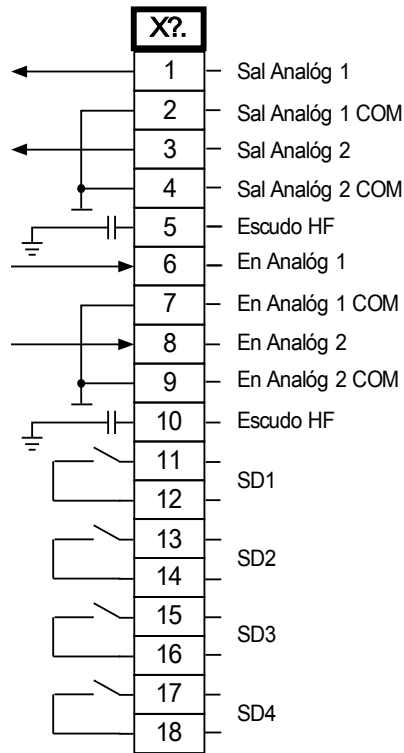 X?.
1 Sal Analóg 1
2 Sal Analóg 1 COM
3 Sal Analóg 2
4 Sal Analóg 2 COM
5 Escudo HF
6 En Analóg 1
7 En Analóg 1 COM
8 En Analóg 2
9 En Analóg 2 COM
10 Escudo HF
11
SD1
12
13
SD2
14
15
SD3
16
17
SD4
18